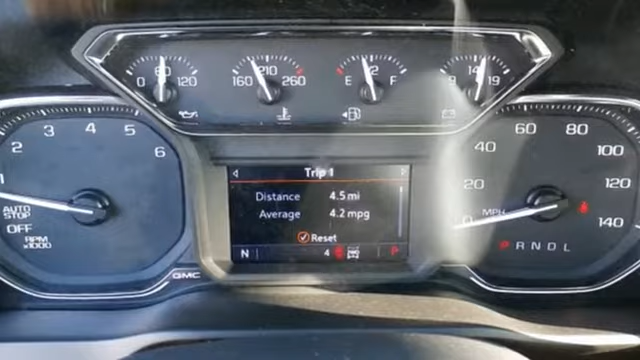 0 120
160 210 260
E F
14 19
1 2 3 4 5 6
AUTO
STOP
OFF
RPM
x1000
GMC
Trip 1
Distance 4.5 mi
Average 4.2 mpg
Reset
N 4 P
0 20 40 60 80 100 120 140
MPH
P R N D L